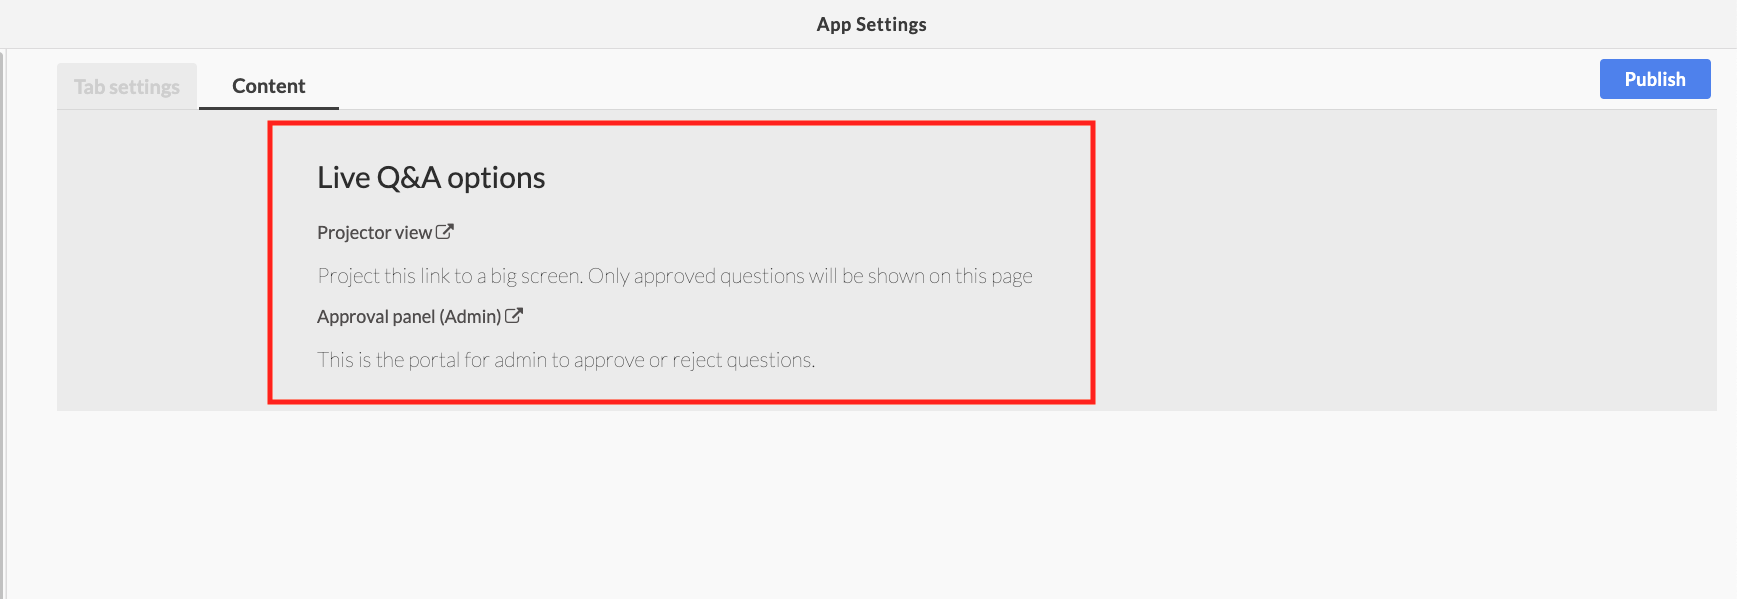 App Settings
Tab settings
Content
Publish
Live Q&A options
Projector view
Project this link to a big screen. Only approved questions will be shown on this page
Approval panel (Admin)
This is the portal for admin to approve or reject questions.